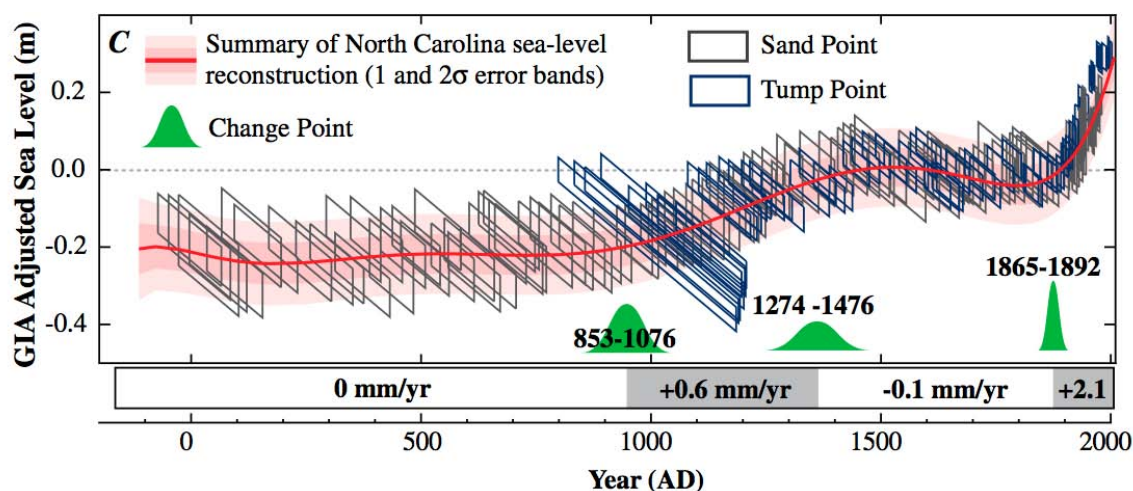 C
Summary of North Carolina sea-level
reconstruction (1 and 2σ error bands)
Change Point
Sand Point
Tump Point
GIA Adjusted Sea Level (m)
0.2
0.0
-0.2
-0.4
853-1076
1274 -1476
1865-1892
0 mm/yr
+0.6 mm/yr
-0.1 mm/yr
+2.1
0
500
1000
1500
2000
Year (AD)